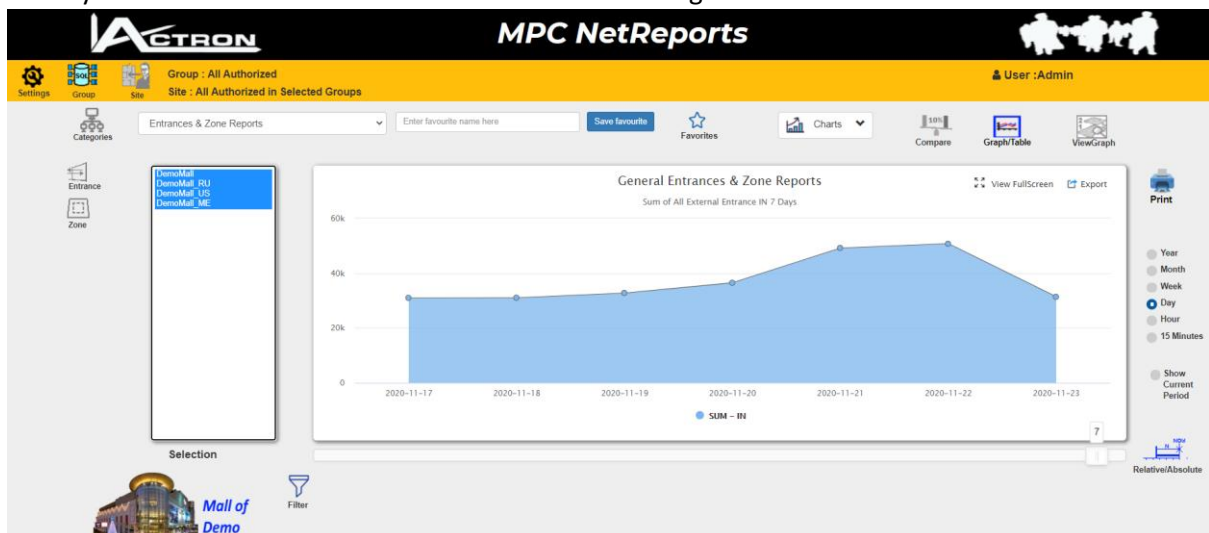 ACTRON
MPC NetReports
Settings
SQL
Group
Site
Group : All Authorized
Site : All Authorized in Selected Groups
User :Admin
Categories
Entrances & Zone Reports
Enter favourite name here
Save favourite
Favorites
Charts
10%
Compare
Graph/Table
ViewGraph
Entrance
Zone
DemoMall
DemoMall_RU
DemoMall_US
DemoMall_ME
General Entrances & Zone Reports
Sum of All External Entrance IN 7 Days
View FullScreen
Export
60k
40k
20k
0
2020-11-17
2020-11-18
2020-11-19
2020-11-20
2020-11-21
2020-11-22
2020-11-23
SUM - IN
7
Print
Year
Month
Week
Day
Hour
15 Minutes
Show
Current
Period
N NOW
Relative/Absolute
Selection
Filter
Mall of
Demo